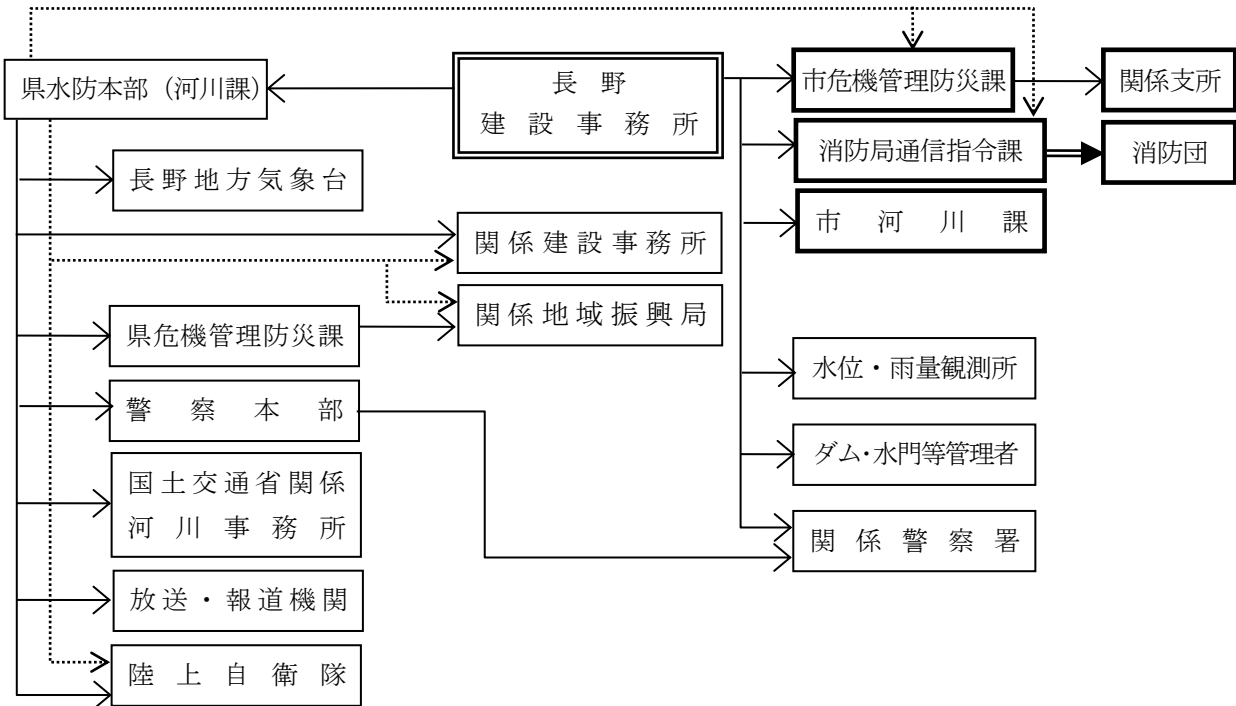 県水防本部（河川課）
長野
建設事務所
市危機管理防災課
関係支所
消防局通信指令課
消防団
市河川課
長野地方気象台
関係建設事務所
関係地域振興局
県危機管理防災課
水位・雨量観測所
警察本部
ダム・水門等管理者
国土交通省関係
河川事務所
関係警察署
放送・報道機関
陸上自衛隊